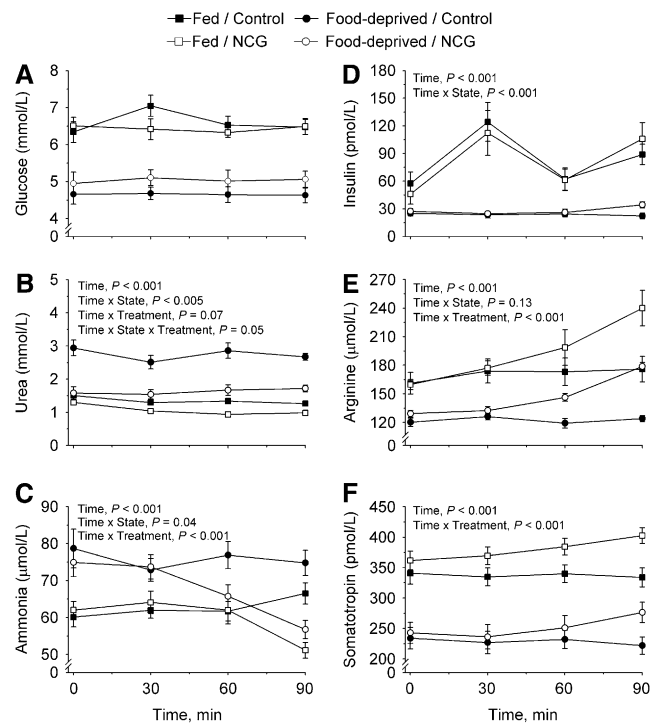 Fed / Control
Food-deprived / Control
Fed / NCG
Food-deprived / NCG
A
Glucose (mmol/L)
8
7
6
5
4
0
B
Urea (mmol/L)
5
4
3
2
1
0
Time, P < 0.001
Time x State, P < 0.005
Time x Treatment, P = 0.07
Time x State x Treatment, P = 0.05
C
Ammonia (µmol/L)
90
80
70
60
50
0
Time, P < 0.001
Time x State, P = 0.04
Time x Treatment, P < 0.001
0 30 60 90
Time, min
D
Insulin (pmol/L)
180
150
120
90
60
30
0
Time, P < 0.001
Time x State, P < 0.001
E
Arginine (µmol/L)
270
240
210
180
150
120
0
Time, P < 0.001
Time x State, P = 0.13
Time x Treatment, P < 0.001
F
Somatotropin (pmol/L)
450
400
350
300
250
200
0
Time, P < 0.001
Time x Treatment, P < 0.001
0 30 60 90
Time, min